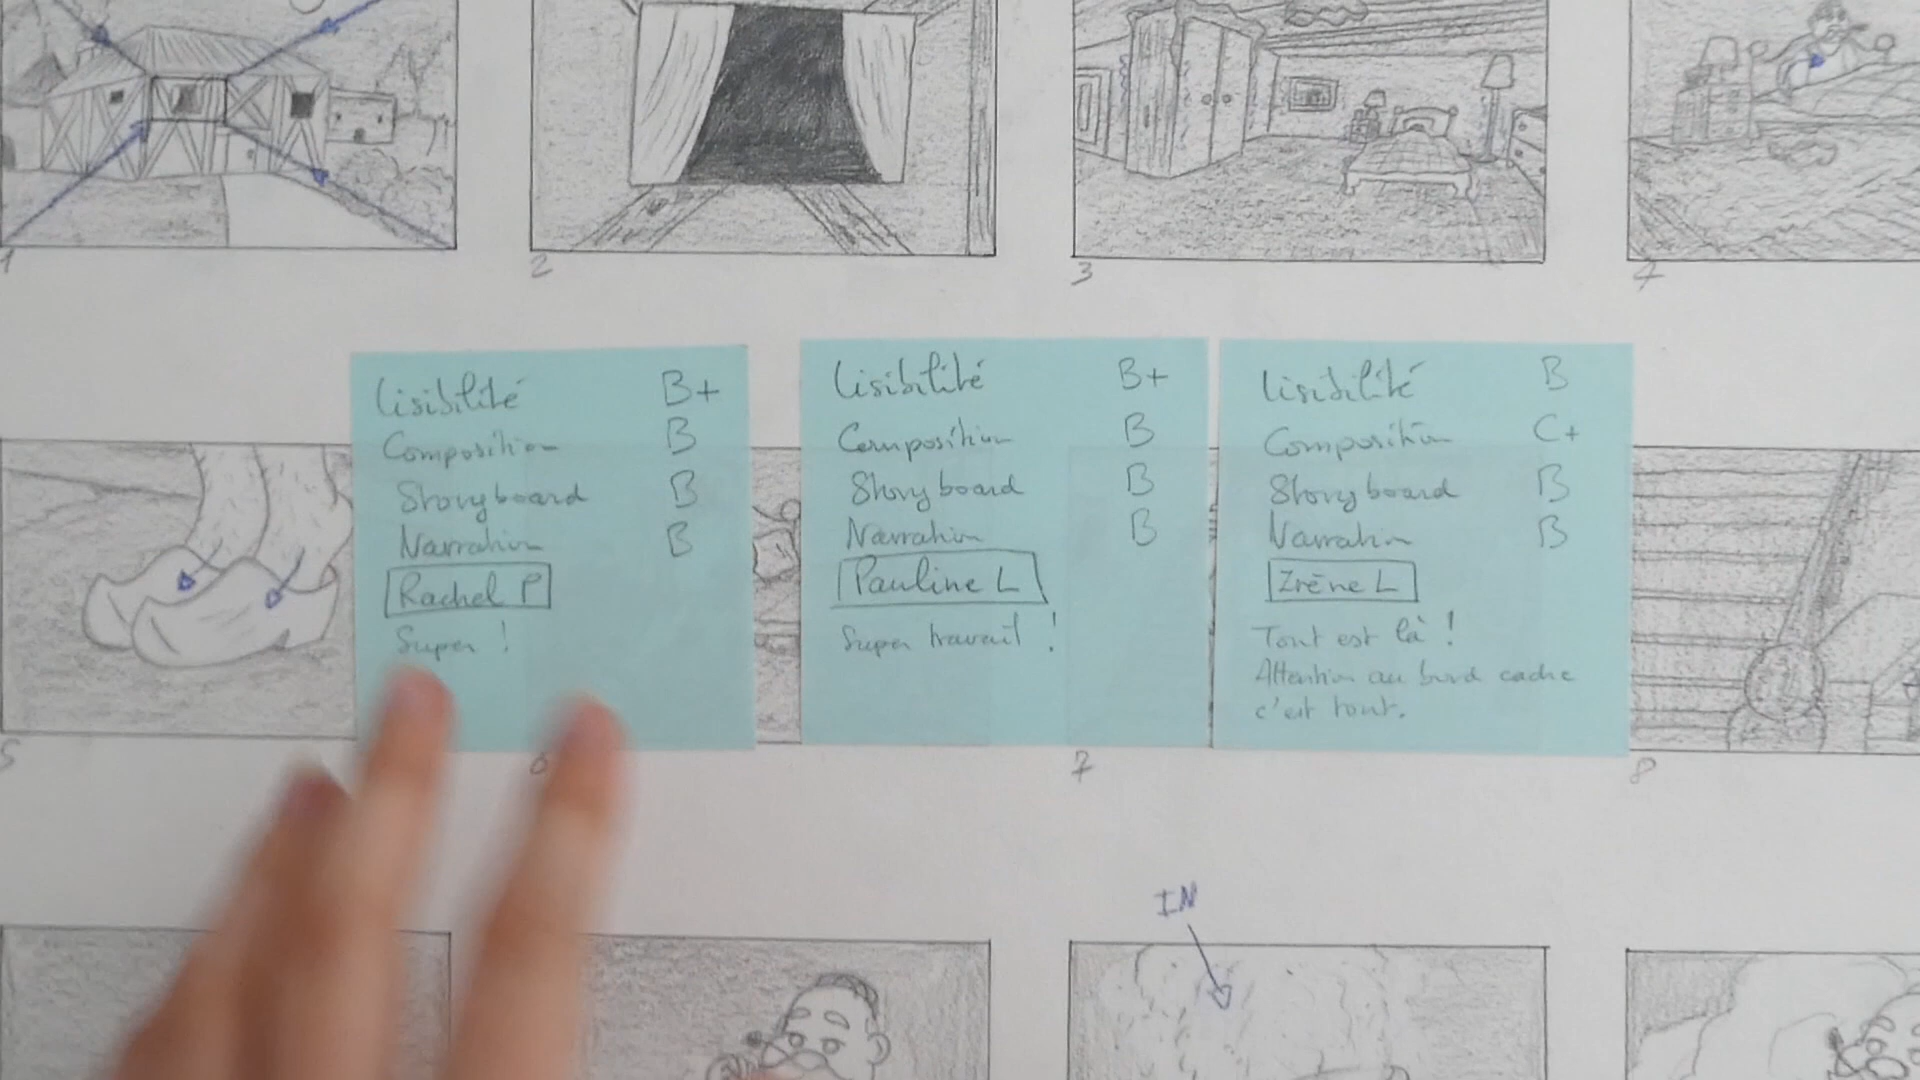 1
2
3
4
Lisibilité B+
Composition B
Storyboard B
Narration B
Rachel P
Super !
Lisibilité B+
Composition B
Storyboard B
Narration B
Pauline L
Super travail !
Lisibilité B
Composition C+
Storyboard B
Narration B
Irène L
Tout est là !
Attention au bord cadre
c'est tout.
5
6
7
8
IN